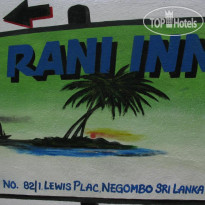 TOP Hotels
RANI INN
NO. 82/1. LEWIS PLAC, NEGOMBO SRI LANKA